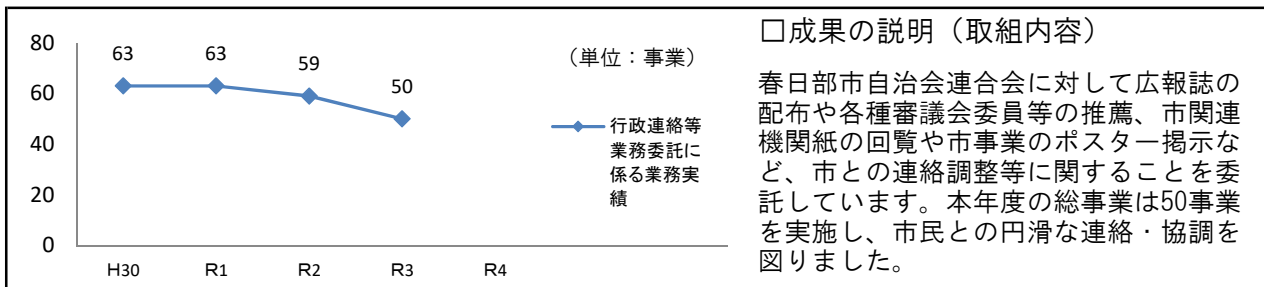 80
60
40
20
0
63
63
59
50
H30
R1
R2
R3
R4
（単位：事業）
行政連絡等
業務委託に
係る業務実
績
□成果の説明（取組内容）
春日部市自治会連合会に対して広報誌の
配布や各種審議会委員等の推薦、市関連
機関紙の回覧や市事業のポスター掲示な
ど、市との連絡調整等に関することを委
託しています。本年度の総事業は50事業
を実施し、市民との円滑な連絡・協調を
図りました。